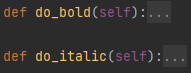 def do_bold(self):...
def do_italic(self):...